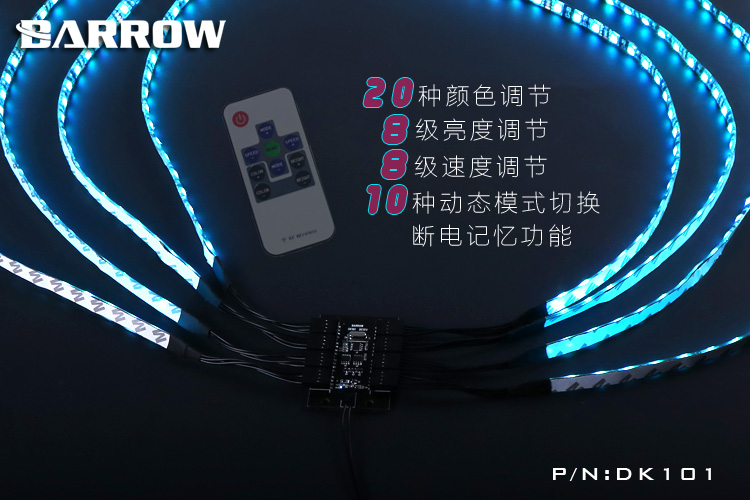 BARROW
20种颜色调节
8级亮度调节
8级速度调节
10种动态模式切换
断电记忆功能
BARROW
P/N:DK101